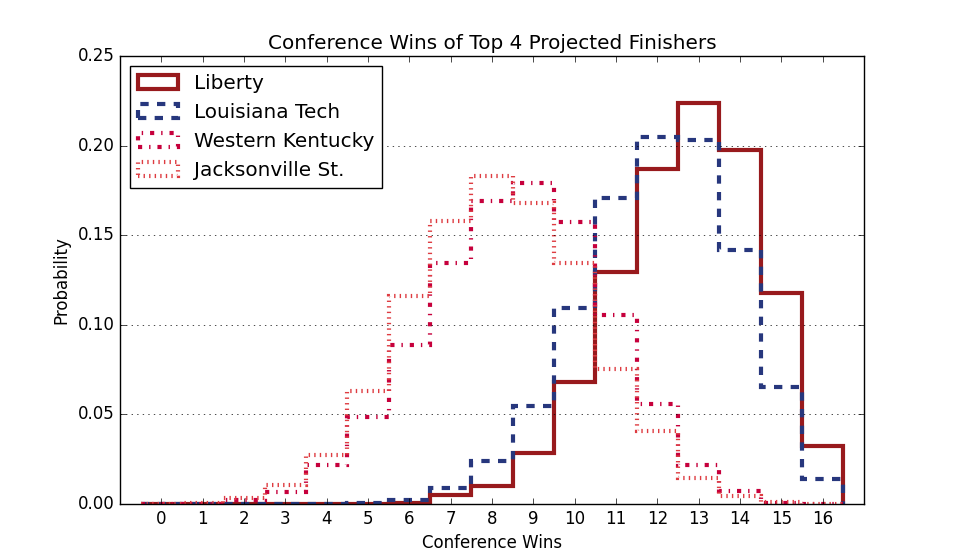 Conference Wins of Top 4 Projected Finishers
0.25
0.20
0.15
0.10
0.05
0.00
Probability
Liberty
Louisiana Tech
Western Kentucky
Jacksonville St.
0 1 2 3 4 5 6 7 8 9 10 11 12 13 14 15 16
Conference Wins